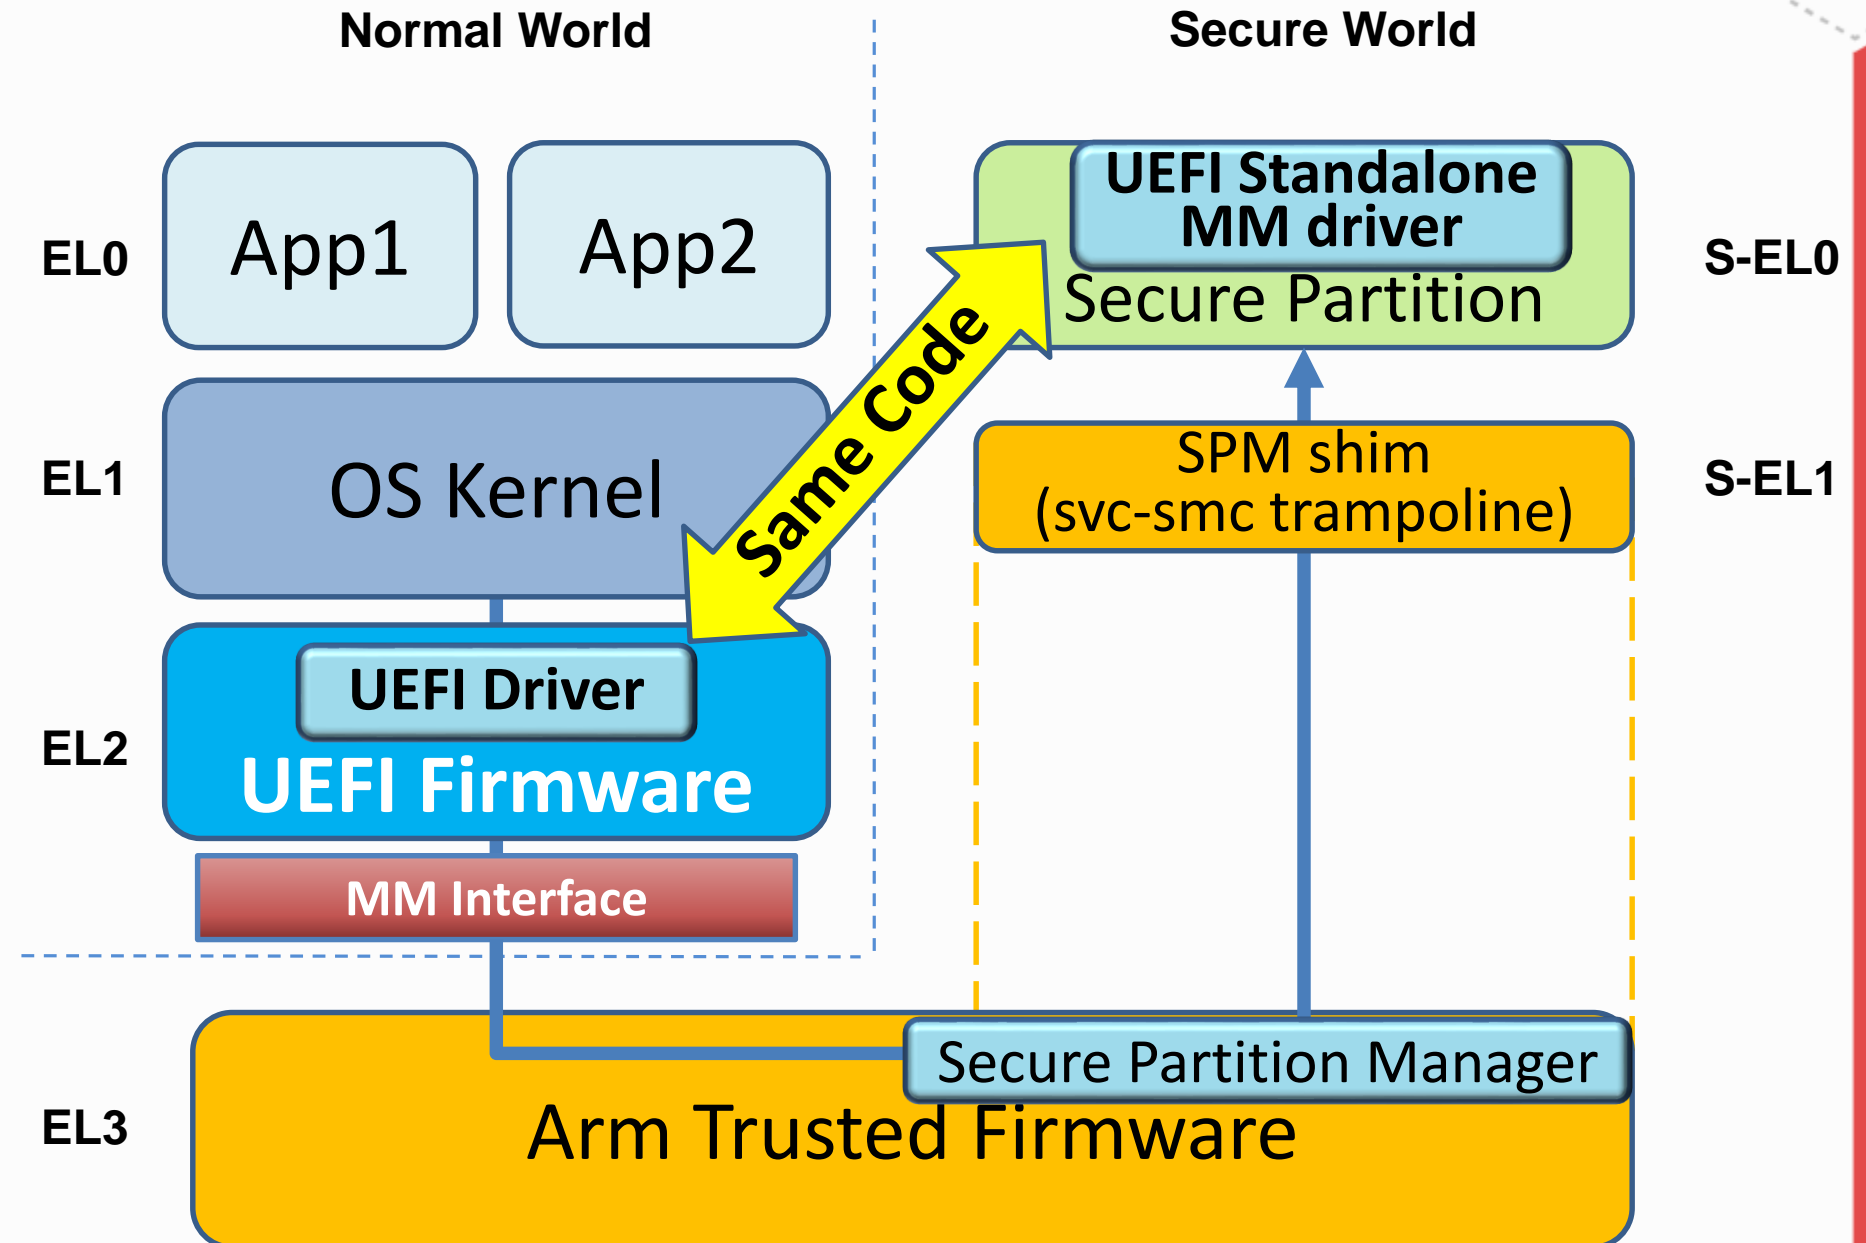 Normal World
Secure World
App1
App2
UEFI Standalone
MM driver
Secure Partition
EL0
S-EL0
Same Code
OS Kernel
EL1
SPM shim
(svc-smc trampoline)
S-EL1
UEFI Driver
UEFI Firmware
EL2
MM Interface
Secure Partition Manager
Arm Trusted Firmware
EL3